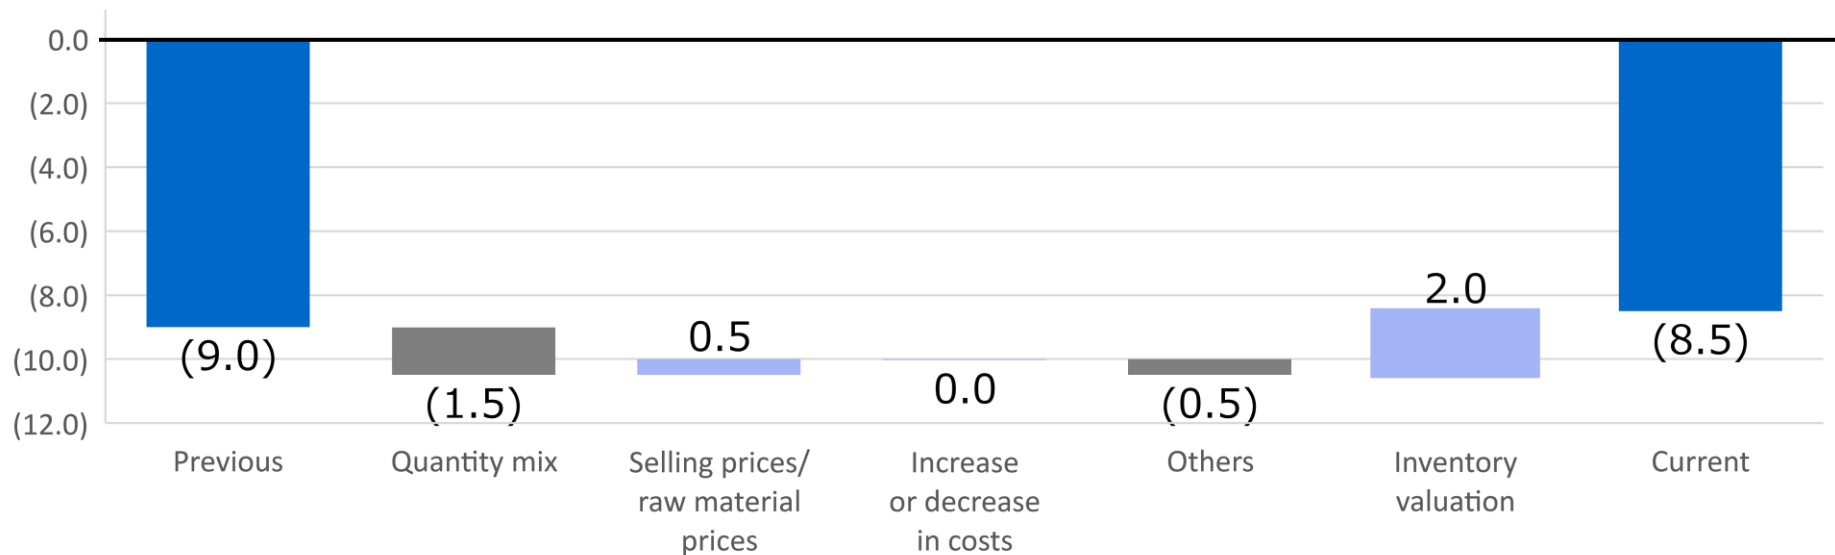 0.0
(2.0)
(4.0)
(6.0)
(8.0)
(10.0)
(12.0)
(9.0)
(1.5)
0.5
0.0
(0.5)
2.0
(8.5)
Previous
Quantity mix
Selling prices/
raw material
prices
Increase
or decrease
in costs
Others
Inventory
valuation
Current